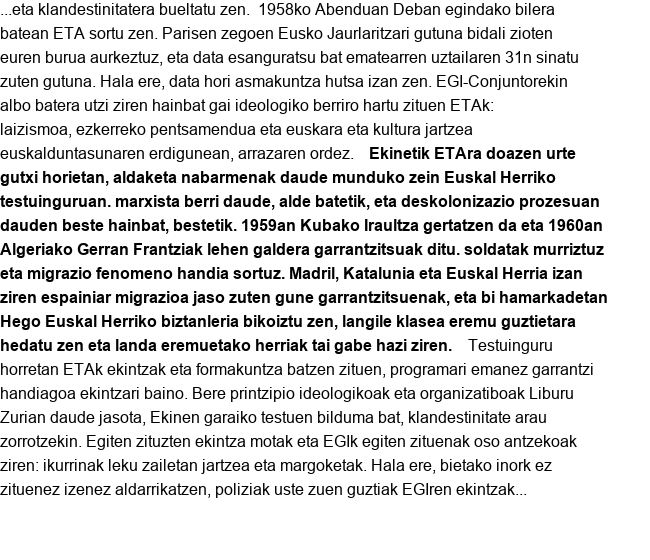 ...eta klandestinitatera bueltatu zen.  1958ko Abenduan Deban egindako bilera
batean ETA sortu zen. Parisen zegoen Eusko Jaurlaritzari gutuna bidali zioten
euren burua aurkeztuz, eta data esanguratsu bat ematearren uztailaren 31n sinatu
zuten gutuna. Hala ere, data hori asmakuntza hutsa izan zen. EGI-Conjuntorekin
albo batera utzi ziren hainbat gai ideologiko berriro hartu zituen ETAk:
laizismoa, ezkerreko pentsamendua eta euskara eta kultura jartzea
euskalduntasunaren erdigunean, arrazaren ordez.   Ekinetik ETAra doazen urte
gutxi horietan, aldaketa nabarmenak daude munduko zein Euskal Herriko
testuinguruan. marxista berri daude, alde batetik, eta deskolonizazio prozesuan
dauden beste hainbat, bestetik. 1959an Kubako Iraultza gertatzen da eta 1960an
Algeriako Gerran Frantziak lehen galdera garrantzitsuak ditu. soldatak murriztuz
eta migrazio fenomeno handia sortuz. Madril, Katalunia eta Euskal Herria izan
ziren espainiar migrazioa jaso zuten gune garrantzitsuenak, eta bi hamarkadetan
Hego Euskal Herriko biztanleria bikoiztu zen, langile klasea eremu guztietara
hedatu zen eta landa eremuetako herriak tai gabe hazi ziren.   Testuinguru
horretan ETAk ekintzak eta formakuntza batzen zituen, programari emanez garrantzi
handiagoa ekintzari baino. Bere printzipio ideologikoak eta organizatiboak Liburu
Zurian daude jasota, Ekinen garaiko testuen bilduma bat, klandestinitate arau
zorrotzekin. Egiten zituzten ekintza motak eta EGIk egiten zituenak oso antzekoak
ziren: ikurrinak leku zailetan jartzea eta margoketak. Hala ere, bietako inork ez
zituenez izenez aldarrikatzen, poliziak uste zuen guztiak EGIren ekintzak...